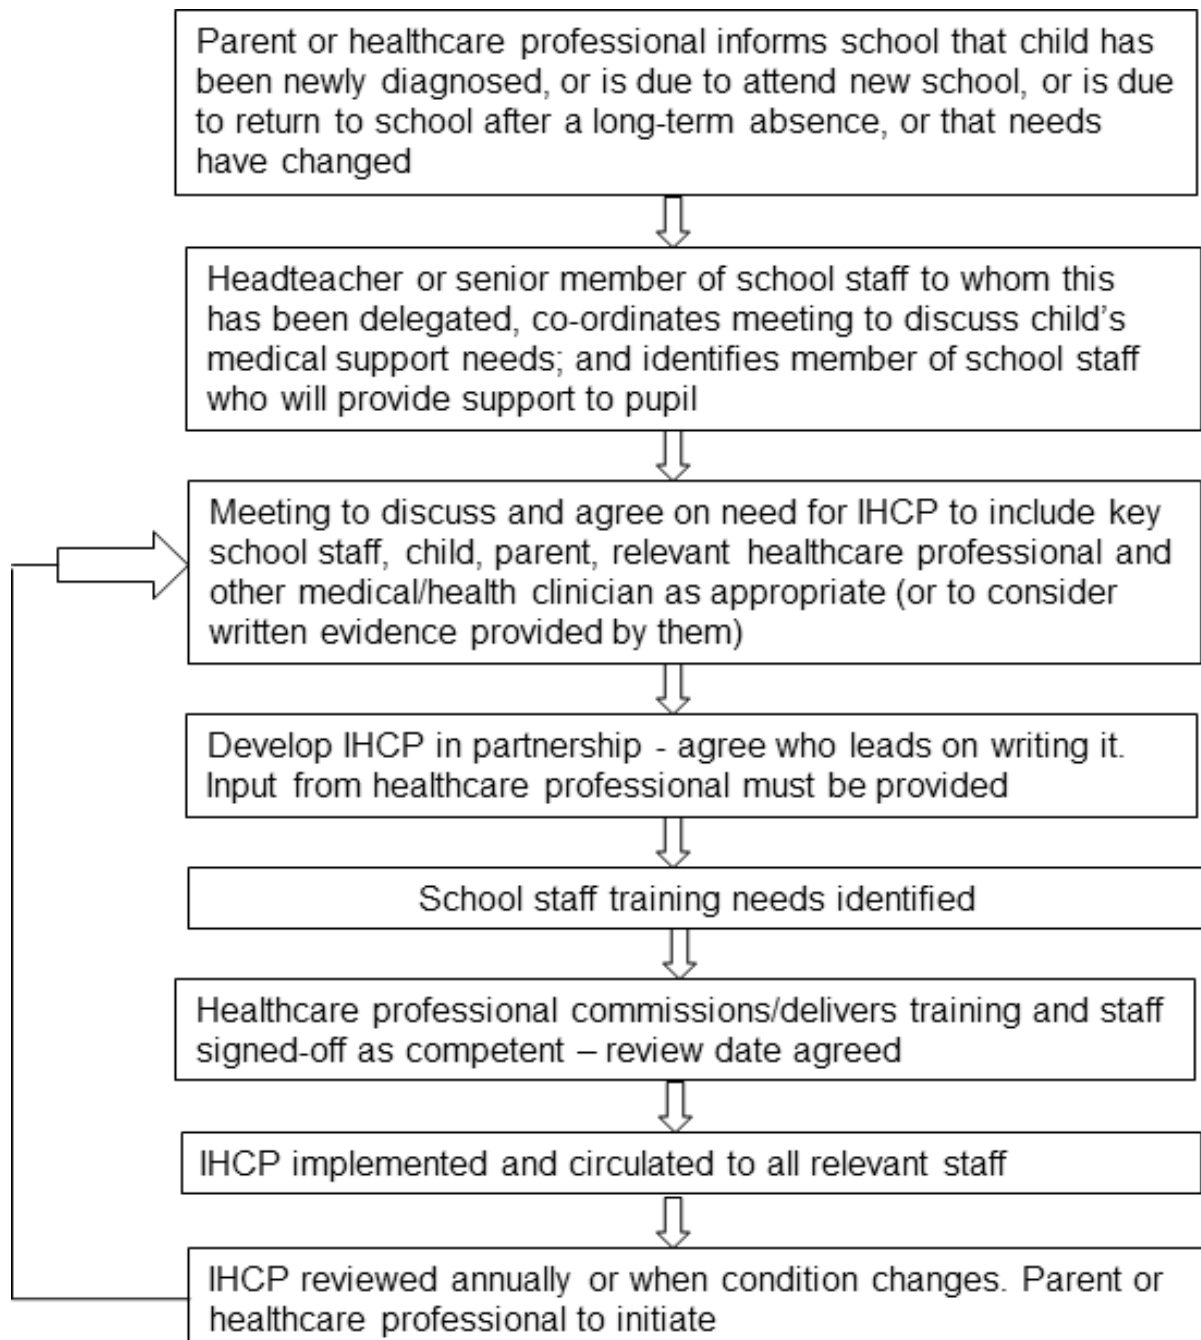 Parent or healthcare professional informs school that child has
been newly diagnosed, or is due to attend new school, or is due
to return to school after a long-term absence, or that needs
have changed
Headteacher or senior member of school staff to whom this
has been delegated, co-ordinates meeting to discuss child's
medical support needs; and identifies member of school staff
who will provide support to pupil
Meeting to discuss and agree on need for IHCP to include key
school staff, child, parent, relevant healthcare professional and
other medical/health clinician as appropriate (or to consider
written evidence provided by them)
Develop IHCP in partnership - agree who leads on writing it.
Input from healthcare professional must be provided
School staff training needs identified
Healthcare professional commissions/delivers training and staff
signed-off as competent – review date agreed
IHCP implemented and circulated to all relevant staff
IHCP reviewed annually or when condition changes. Parent or
healthcare professional to initiate